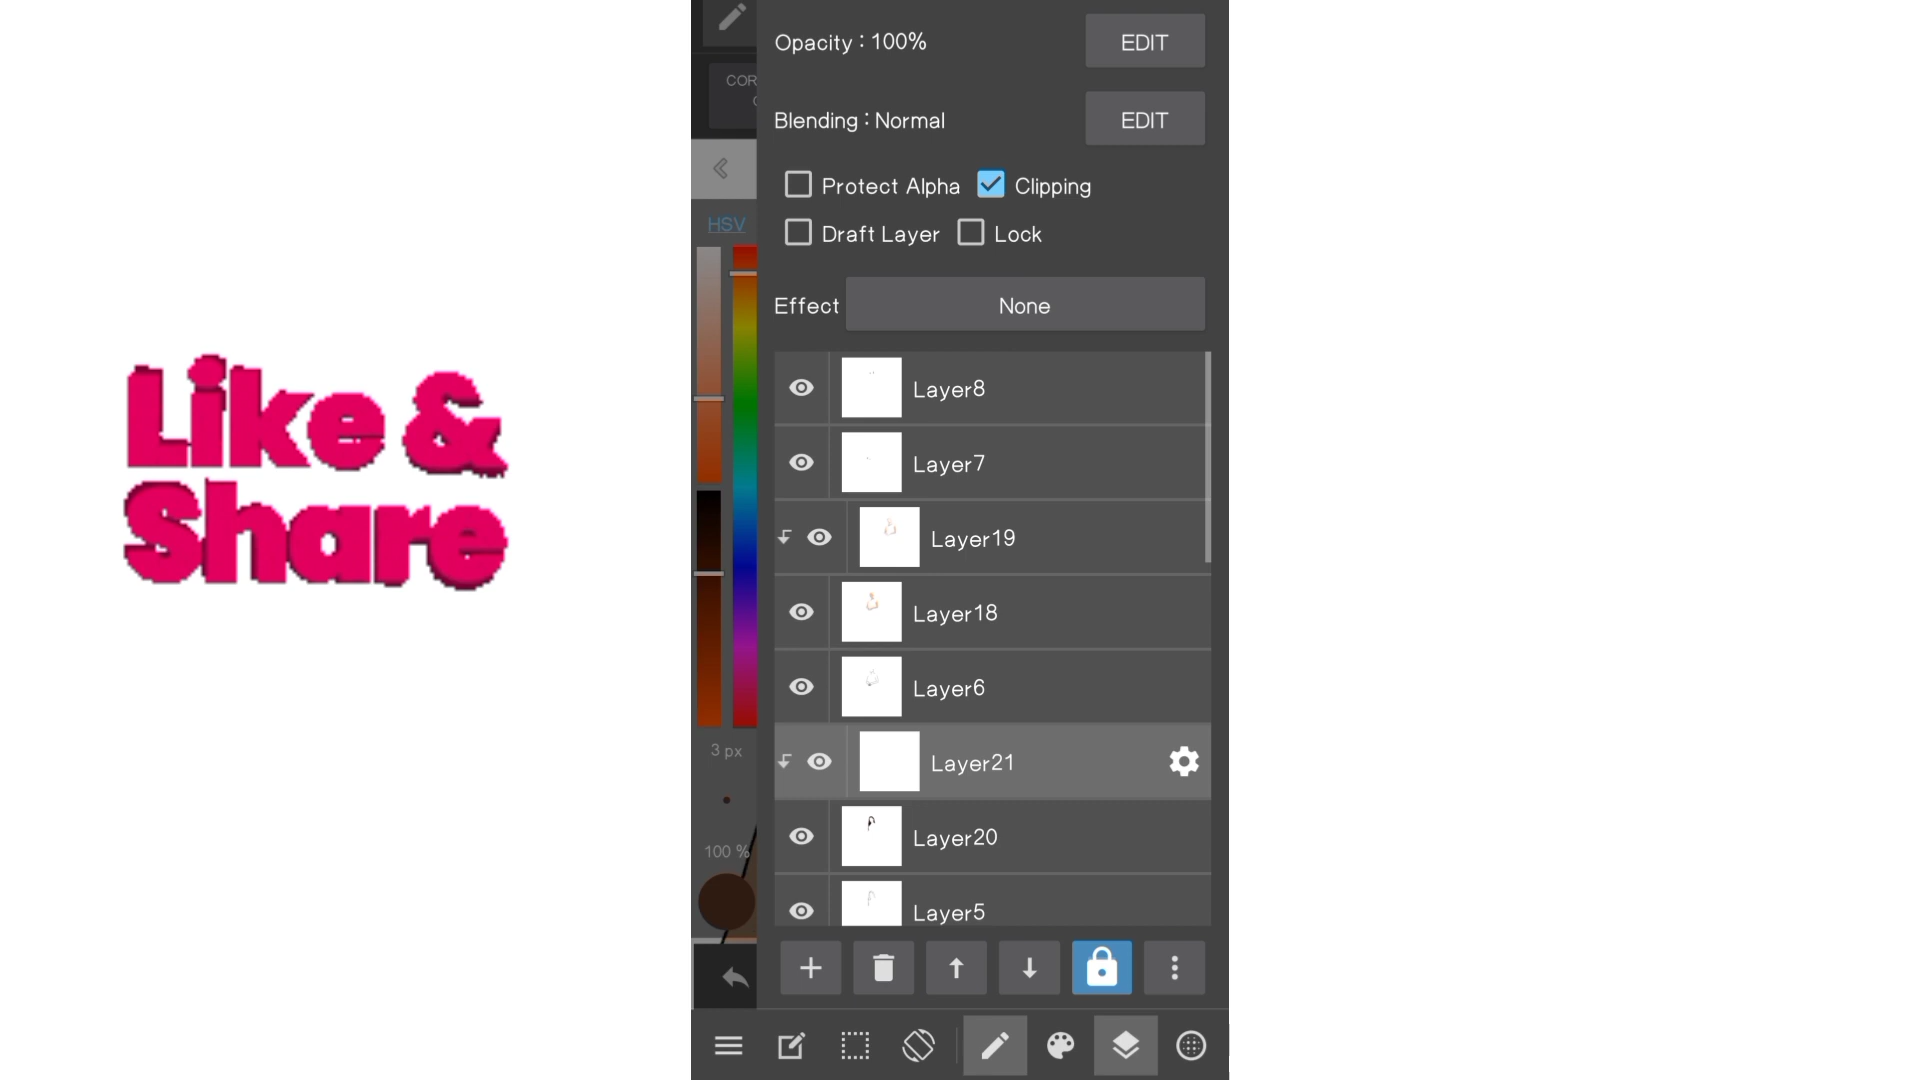 Like &
Share
Opacity : 100%
EDIT
Blending : Normal
EDIT
Protect Alpha
Clipping
Draft Layer
Lock
Effect
None
COR
HSV
3 px
100 %
Layer8
Layer7
Layer19
Layer18
Layer6
Layer21
Layer20
Layer5